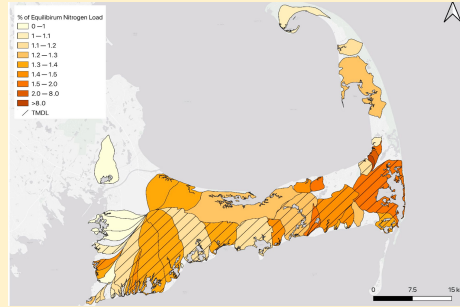 % of Equilibirum Nitrogen Load
0 — 1
1 — 1.1
1.1 — 1.2
1.2 — 1.3
1.3 — 1.4
1.4 — 1.5
1.5 — 2.0
2.0 — 8.0
>8.0
TMDL
0 7.5 15 k